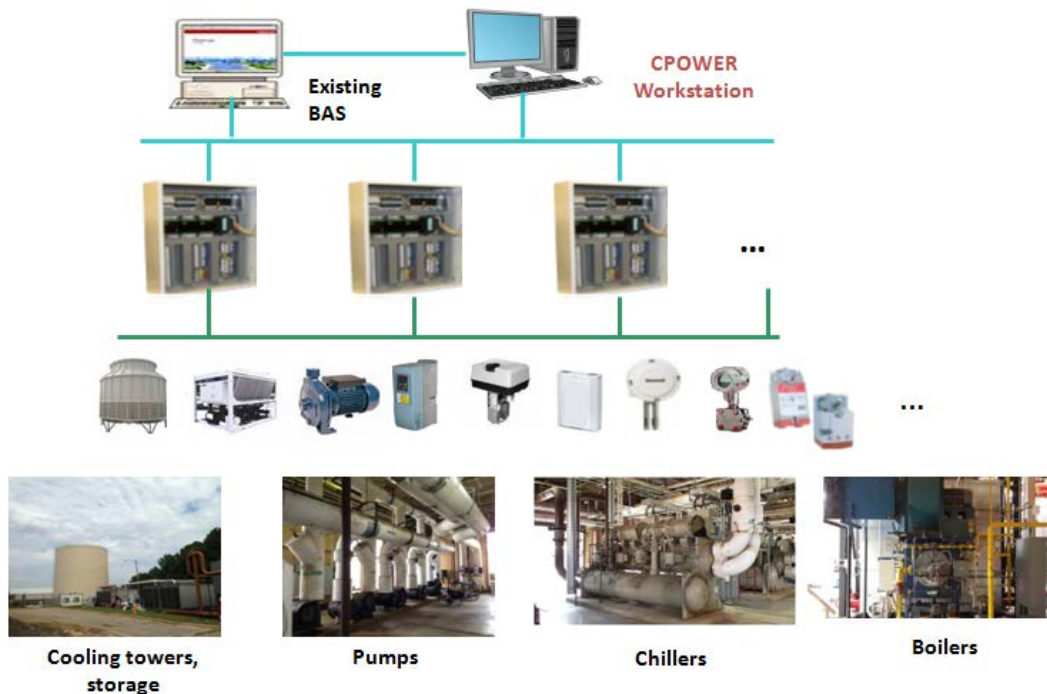 Existing
BAS
CPOWER
Workstation
...
...
Cooling towers,
storage
Pumps
Chillers
Boilers